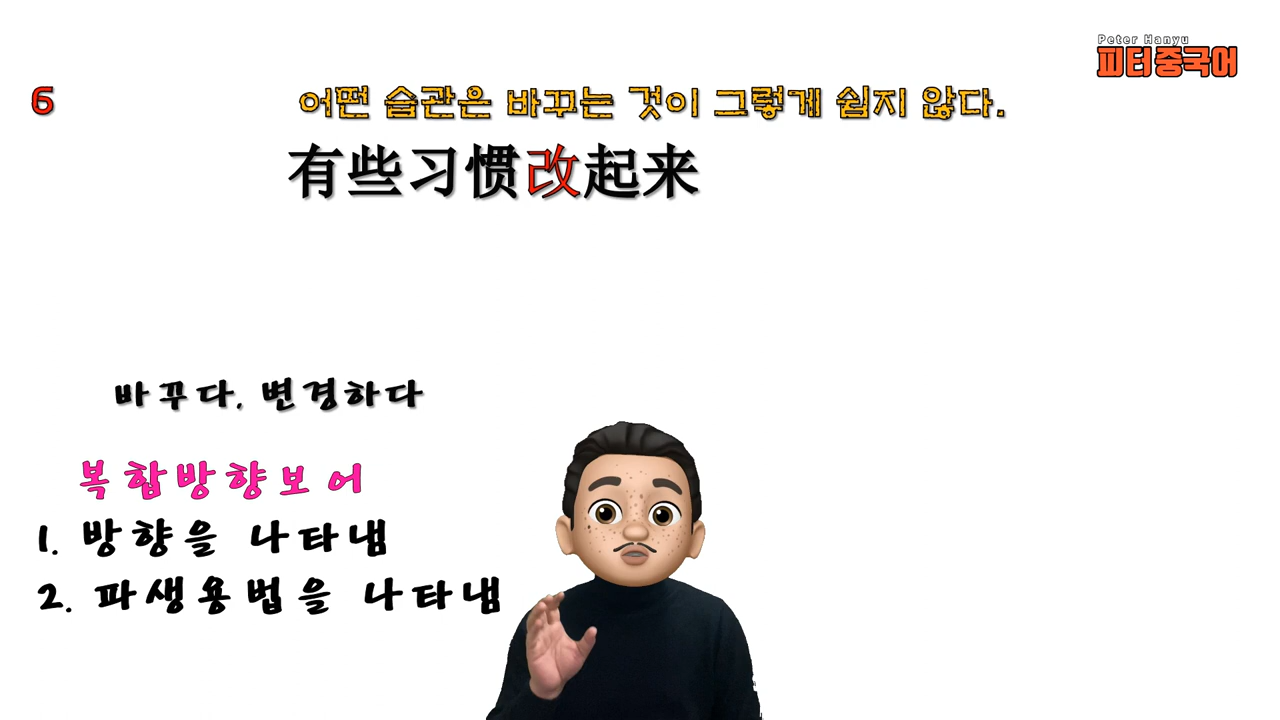 Peter Hanyu
피터중국어
6
어떤 습관은 바꾸는 것이 그렇게 쉽지 않다.
有些习惯改起来
바꾸다, 변경하다
복합방향보어
1. 방향을 나타냄
2. 파생용법을 나타냄